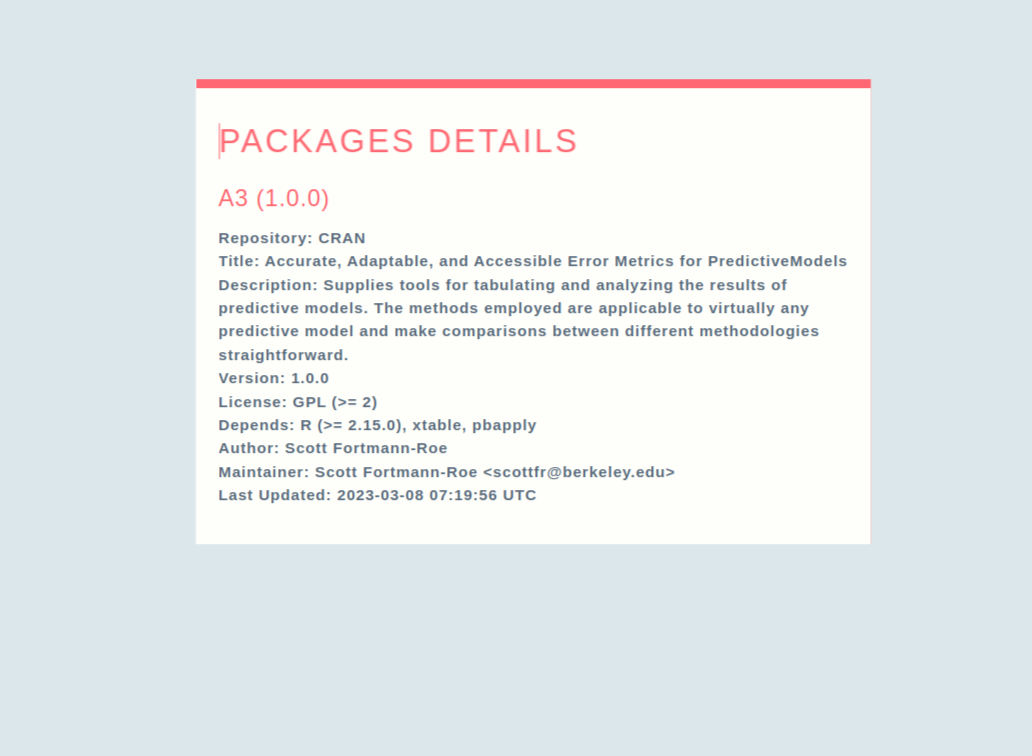 PACKAGES DETAILS
A3 (1.0.0)
Repository: CRAN
Title: Accurate, Adaptable, and Accessible Error Metrics for PredictiveModels
Description: Supplies tools for tabulating and analyzing the results of
predictive models. The methods employed are applicable to virtually any
predictive model and make comparisons between different methodologies
straightforward.
Version: 1.0.0
License: GPL (>= 2)
Depends: R (>= 2.15.0), xtable, pbapply
Author: Scott Fortmann-Roe
Maintainer: Scott Fortmann-Roe <scottfr@berkeley.edu>
Last Updated: 2023-03-08 07:19:56 UTC